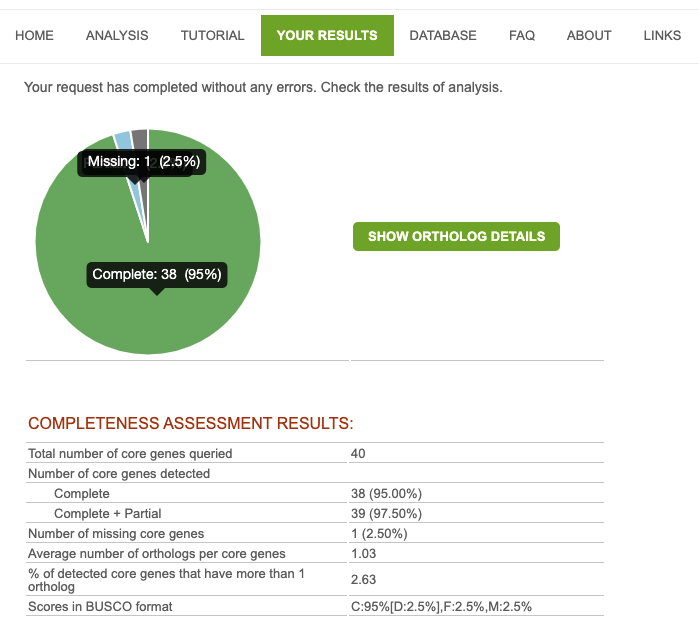 HOME ANALYSIS TUTORIAL YOUR RESULTS DATABASE FAQ ABOUT LINKS
Your request has completed without any errors. Check the results of analysis.
Missing: 1 (2.5%)
SHOW ORTHOLOG DETAILS
Complete: 38 (95%)
COMPLETENESS ASSESSMENT RESULTS:
Total number of core genes queried 40
Number of core genes detected
Complete 38 (95.00%)
Complete + Partial 39 (97.50%)
Number of missing core genes 1 (2.50%)
Average number of orthologs per core genes 1.03
% of detected core genes that have more than 1
ortholog 2.63
Scores in BUSCO format C:95%[D:2.5%],F:2.5%,M:2.5%